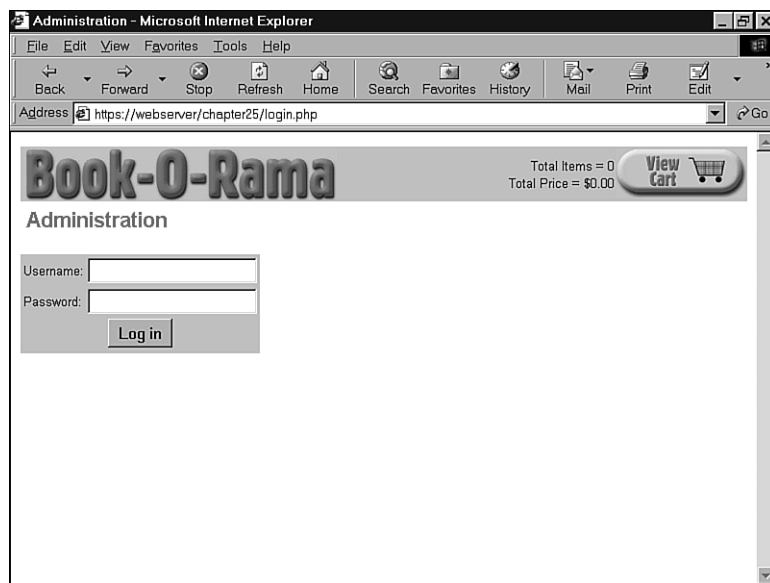 Administration - Microsoft Internet Explorer
File Edit View Favorites Tools Help
Back Forward Stop Refresh Home Search Favorites History Mail Print Edit
Address https://webserver/chapter25/login.php Go
Book-O-Rama
Total Items = 0
Total Price = $0.00
View
Cart
Administration
Username:
Password:
Log in